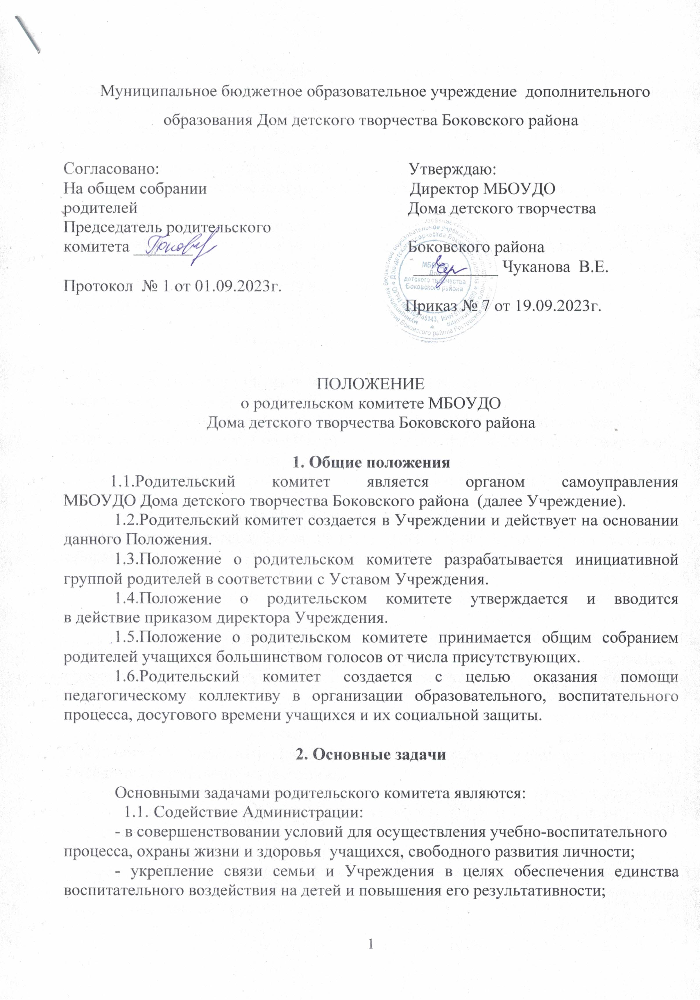 Муниципальное бюджетное образовательное учреждение дополнительного
образования Дом детского творчества Боковского района
Согласовано:
На общем собрании
родителей
Председатель родительского
комитета
Протокол № 1 от 01.09.2023г.
Утверждаю:
Директор МБОУДО
Дома детского творчества
Боковского района
Чуканова В.Е.
Приказ № 7 от 19.09.2023г.
МБОУДО
Дом
детского творчества
Боковского района
ПОЛОЖЕНИЕ
о родительском комитете МБОУДО
Дома детского творчества Боковского района
1. Общие положения
1.1.Родительский комитет является органом самоуправления
МБОУДО Дома детского творчества Боковского района (далее Учреждение).
1.2.Родительский комитет создается в Учреждении и действует на основании
данного Положения.
1.3.Положение о родительском комитете разрабатывается инициативной
группой родителей в соответствии с Уставом Учреждения.
1.4.Положение о родительском комитете утверждается и вводится
в действие приказом директора Учреждения.
1.5.Положение о родительском комитете принимается общим собранием
родителей учащихся большинством голосов от числа присутствующих.
1.6.Родительский комитет создается с целью оказания помощи
педагогическому коллективу в организации образовательного, воспитательного
процесса, досугового времени учащихся и их социальной защиты.
2. Основные задачи
Основными задачами родительского комитета являются:
1.1. Содействие Администрации:
- в совершенствовании условий для осуществления учебно-воспитательного
процесса, охраны жизни и здоровья учащихся, свободного развития личности;
- укрепление связи семьи и Учреждения в целях обеспечения единства
воспитательного воздействия на детей и повышения его результативности;
1